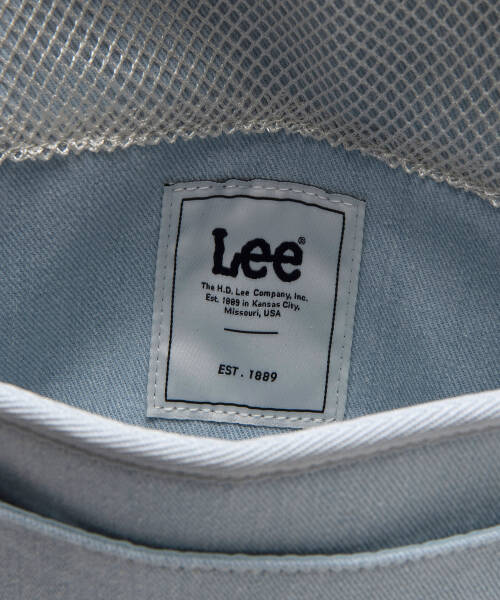 Lee®
The H.D. Lee Company, Inc.
Est. 1889 in Kansas City,
Missouri, USA
EST. 1889